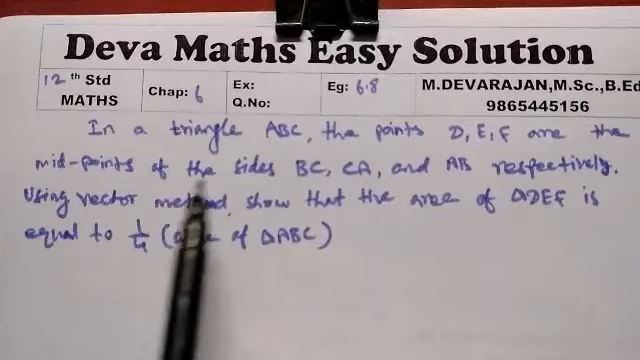 Deva Maths Easy Solution
12th Std MATHS Chap: 6 Ex: Q.No: Eg: 6.8 M.DEVARAJAN,M.Sc.,B.Ed 9865445156
In a triangle ABC, the points D, E, F are the
mid-points of the sides BC, CA, and AB respectively.
Using vector method, show that the area of ΔDEF is
equal to 1/4 (area of ΔABC)